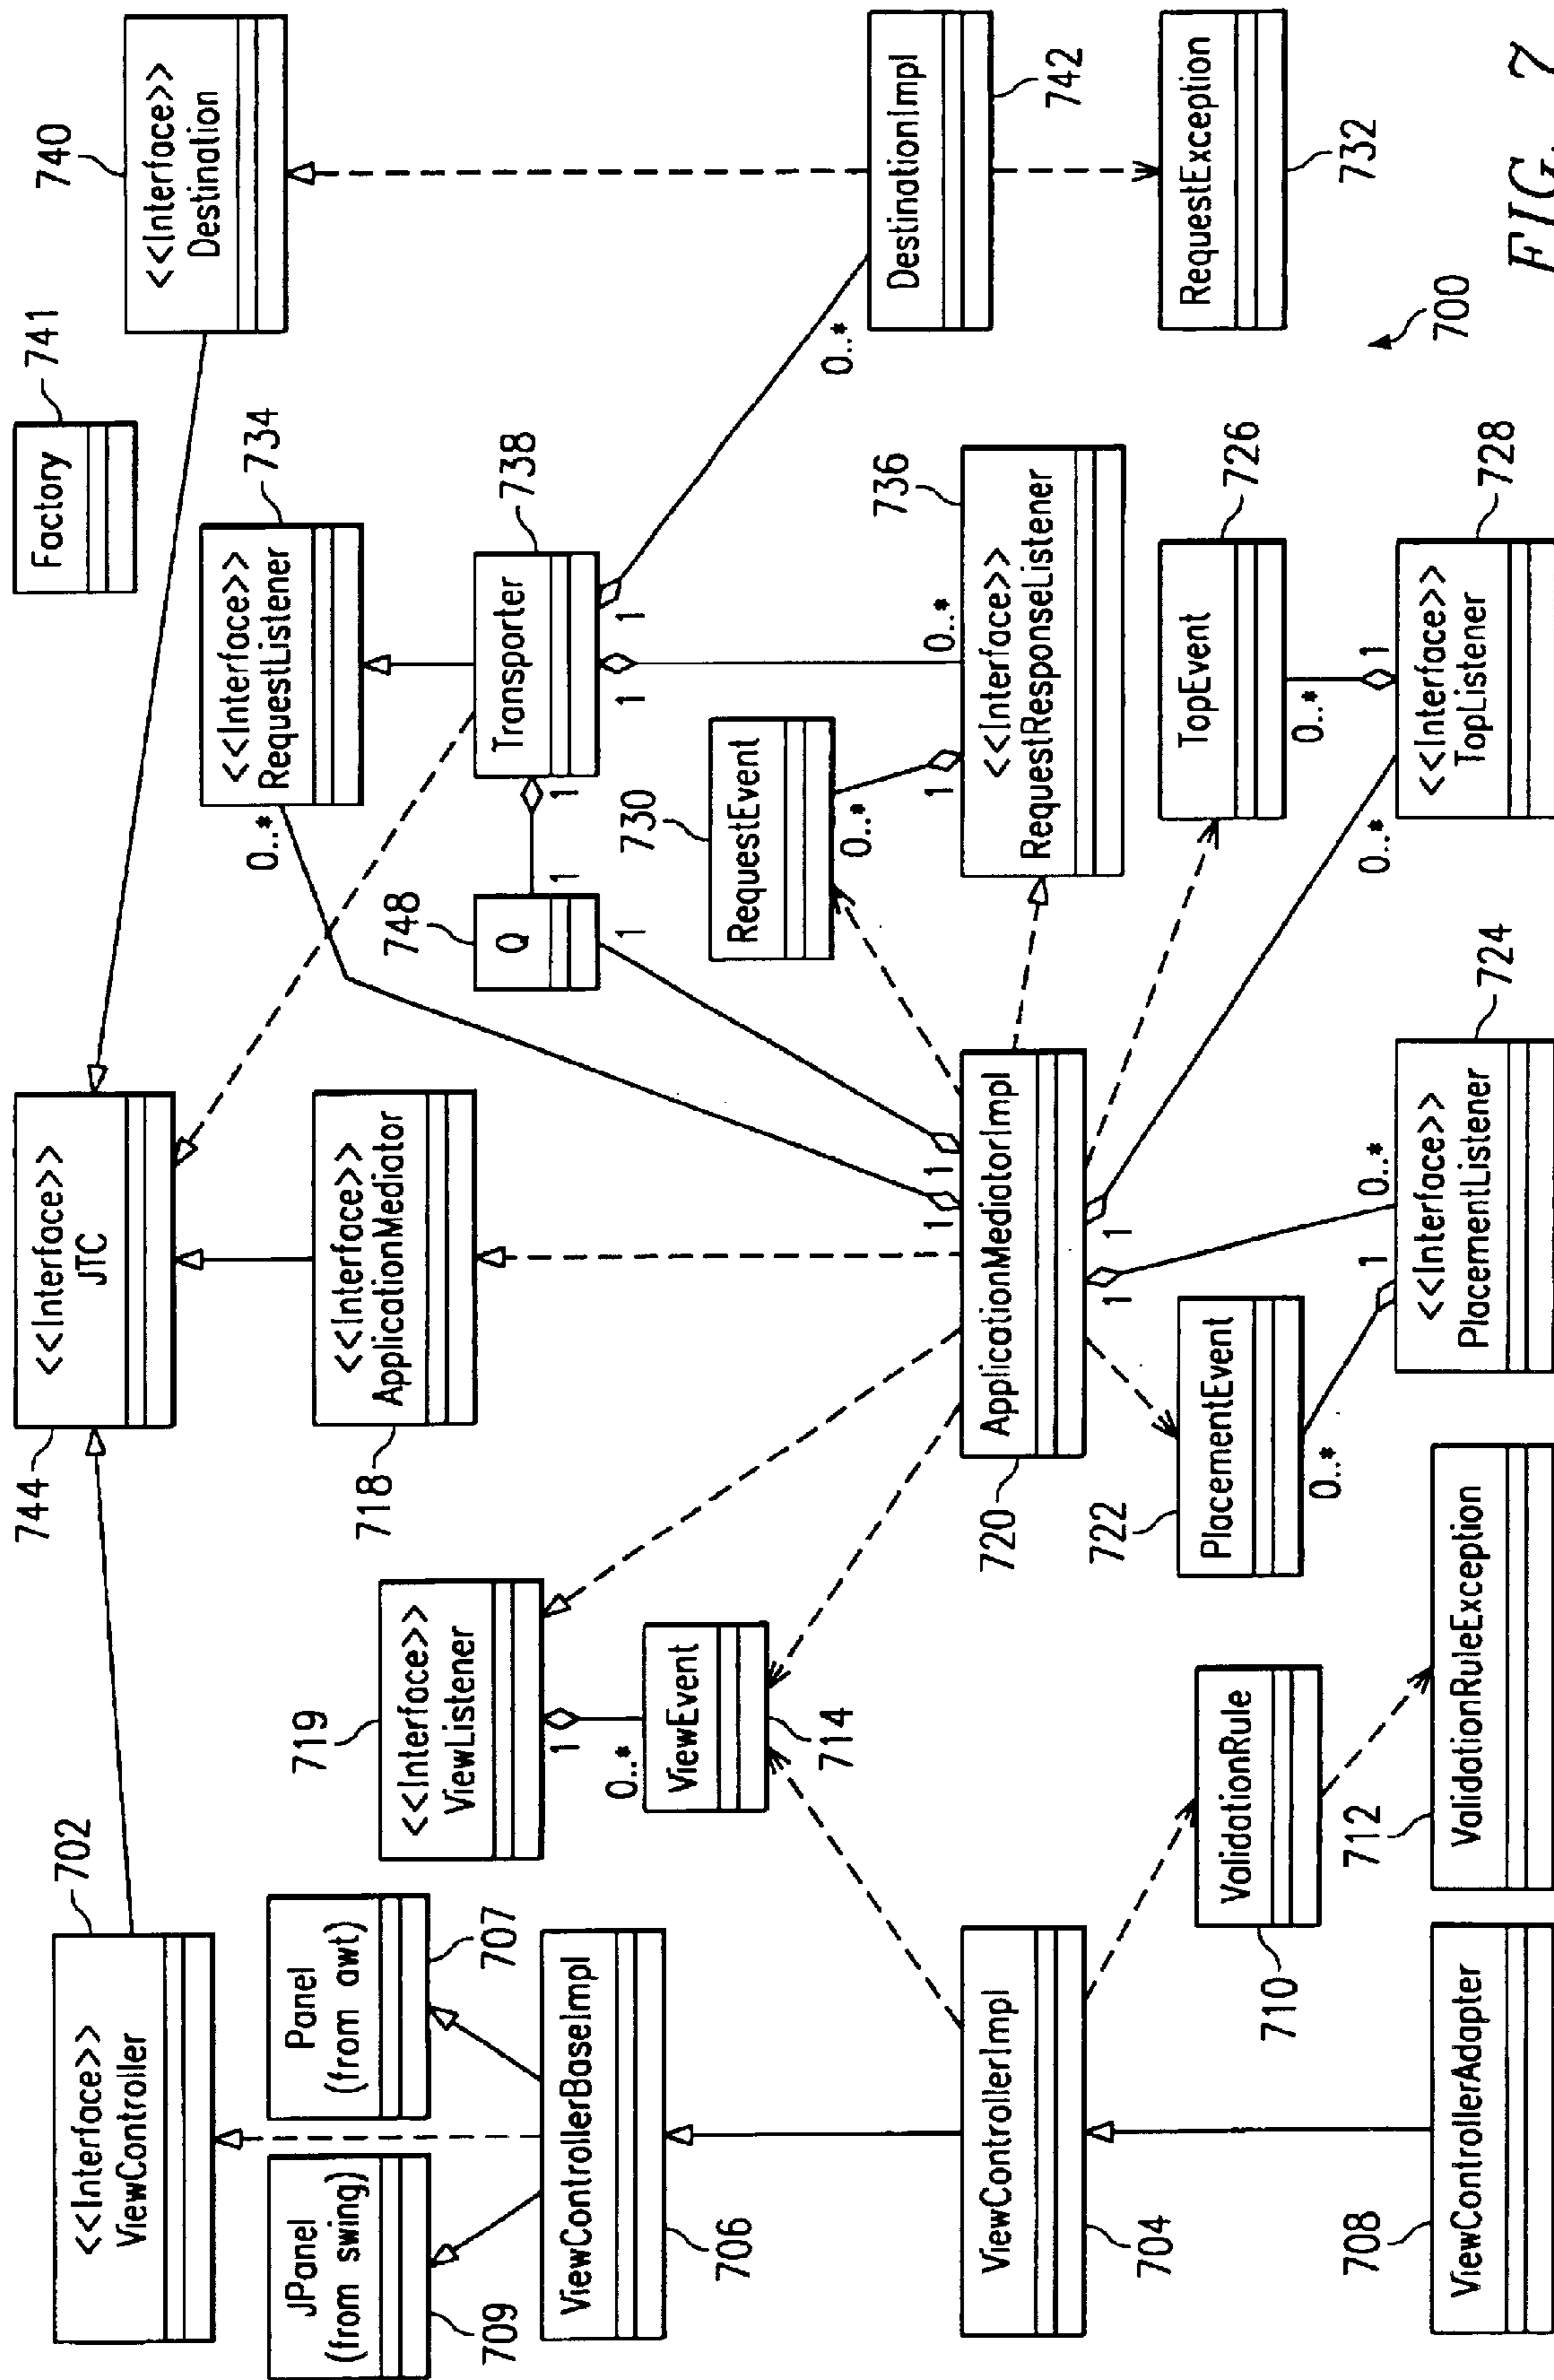 744
<<Interface>>
JTC
702
<<Interface>>
ViewController
JPanel
(from swing)
709
Panel
(from awt)
707
ViewControllerBaseImpl
706
ViewControllerImpl
704
ViewControllerAdapter
708
719
<<Interface>>
ViewListener
1
0..*
ViewEvent
714
ValidationRule
710
ValidationRuleException
712
<<Interface>>
ApplicationMediator
718
ApplicationMediatorImpl
720
1
1
1
1
PlacementEvent
722
0..*
1
0..*
<<Interface>>
PlacementListener
724
Factory
741
<<Interface>>
RequestListener
734
0..*
Transporter
738
1
1
1
Q
748
1
1
RequestEvent
730
0..*
1
0..*
<<Interface>>
RequestResponseListener
736
TopEvent
726
0..*
1
0..*
<<Interface>>
TopListener
728
740
<<Interface>>
Destination
0..*
DestinationImpl
742
RequestException
732
700
FIG. 7